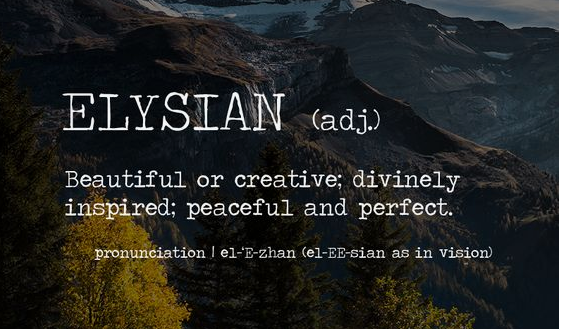 ELYSIAN (adj.)
Beautiful or creative; divinely
inspired; peaceful and perfect.
pronunciation | el-'E-zhan (el-EE-sian as in vision)